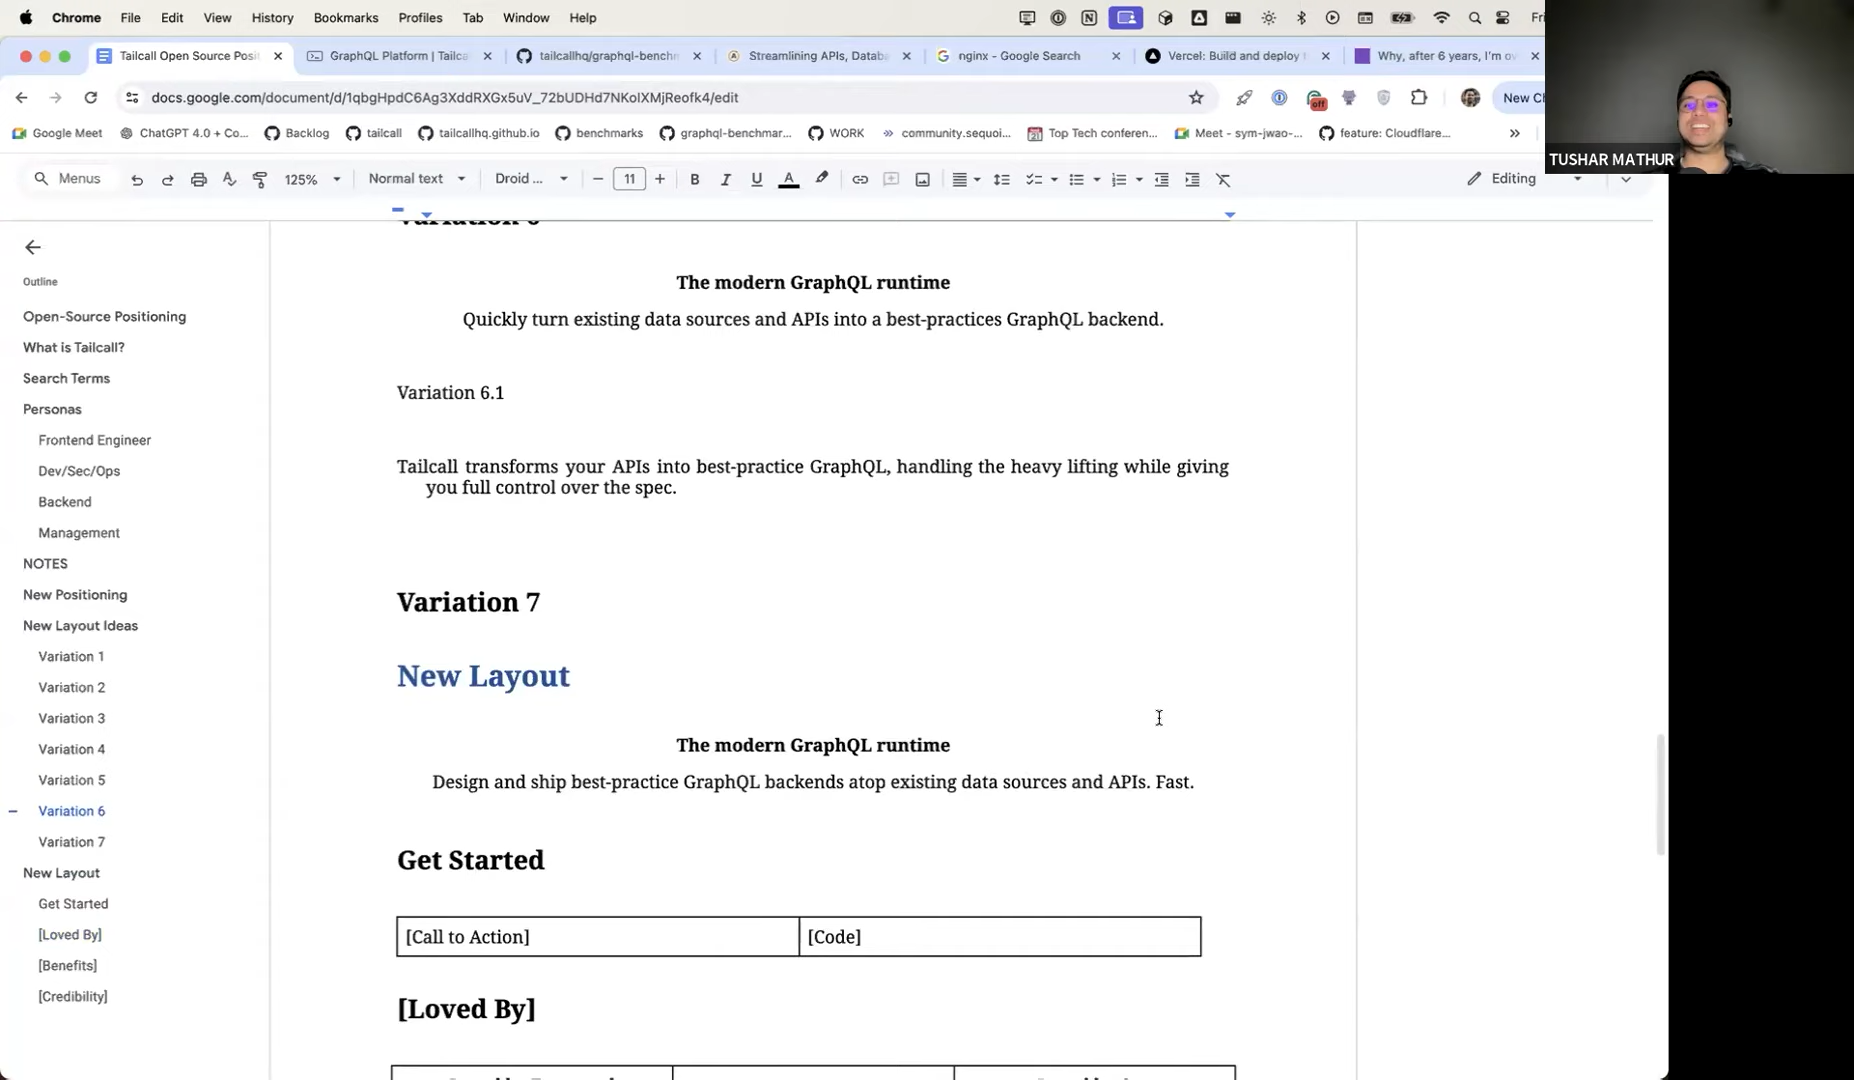 Chrome File Edit View History Bookmarks Profiles Tab Window Help
Tailcall Open Source Posi
GraphQL Platform | Tailca
tailcallhq/graphql-benchm
Streamlining APIs, Databa
nginx - Google Search
Vercel: Build and deploy
Why, after 6 years, I'm ov
docs.google.com/document/d/1qbgHpdC6Ag3XddRXGx5uV_72bUDHd7NKolXMjReofk4/edit
off
New Ch
Google Meet
ChatGPT 4.0 + Co...
Backlog
tailcall
tailcallhq.github.io
benchmarks
graphql-benchmar...
WORK
community.sequoi...
Top Tech conferen...
Meet - sym-jwao-...
feature: Cloudflare...
TUSHAR MATHUR
Menus
125%
Normal text
Droid ...
11
Editing
Outline
Open-Source Positioning
What is Tailcall?
Search Terms
Personas
Frontend Engineer
Dev/Sec/Ops
Backend
Management
NOTES
New Positioning
New Layout Ideas
Variation 1
Variation 2
Variation 3
Variation 4
Variation 5
Variation 6
Variation 7
New Layout
Get Started
[Loved By]
[Benefits]
[Credibility]
Variation 6
The modern GraphQL runtime
Quickly turn existing data sources and APIs into a best-practices GraphQL backend.
Variation 6.1
Tailcall transforms your APIs into best-practice GraphQL, handling the heavy lifting while giving
you full control over the spec.
Variation 7
New Layout
The modern GraphQL runtime
Design and ship best-practice GraphQL backends atop existing data sources and APIs. Fast.
Get Started
[Call to Action]
[Code]
[Loved By]